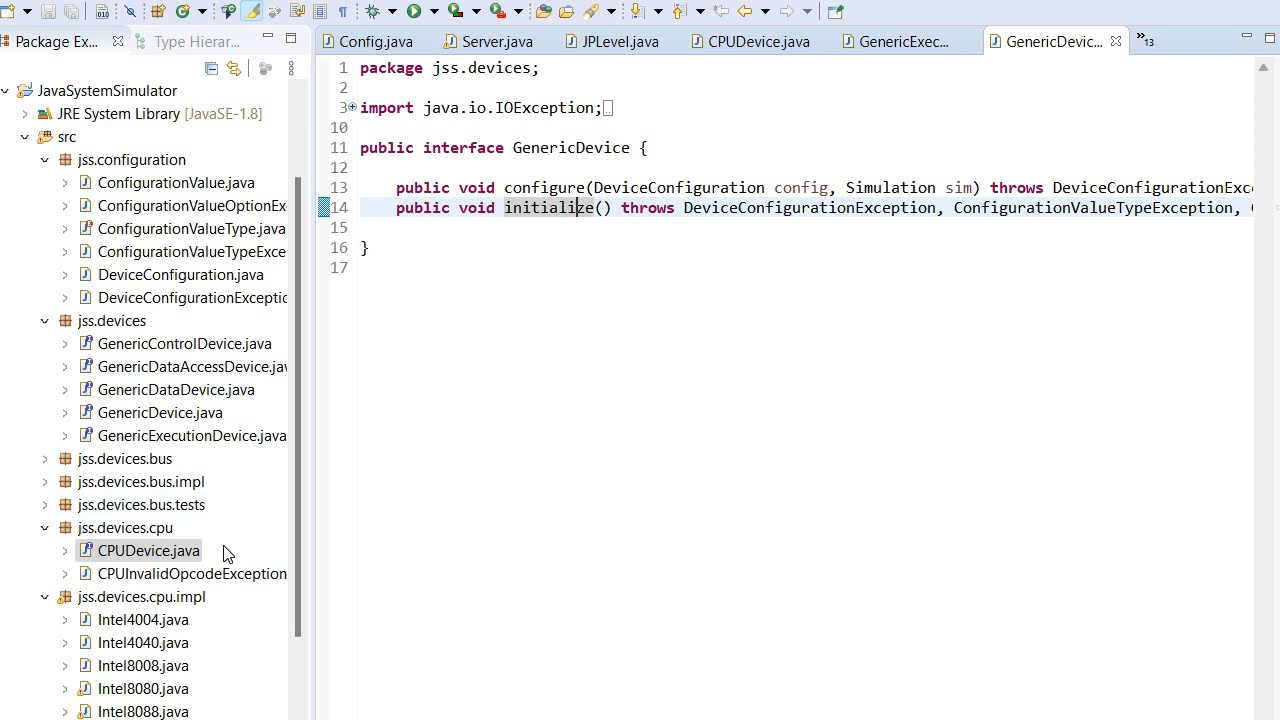 Package Ex...
Type Hierar...
Config.java
Server.java
JPLevel.java
CPUDevice.java
GenericExec...
GenericDevic...
13
JavaSystemSimulator
JRE System Library [JavaSE-1.8]
src
jss.configuration
ConfigurationValue.java
ConfigurationValueOptionEx
ConfigurationValueType.java
ConfigurationValueTypeExce
DeviceConfiguration.java
DeviceConfigurationExceptio
jss.devices
GenericControlDevice.java
GenericDataAccessDevice.jav
GenericDataDevice.java
GenericDevice.java
GenericExecutionDevice.java
jss.devices.bus
jss.devices.bus.impl
jss.devices.bus.tests
jss.devices.cpu
CPUDevice.java
CPUInvalidOpcodeException
jss.devices.cpu.impl
Intel4004.java
Intel4040.java
Intel8008.java
Intel8080.java
Intel8088.java
1 package jss.devices;
2
3 import java.io.IOException;
10
11 public interface GenericDevice {
12
13 public void configure(DeviceConfiguration config, Simulation sim) throws DeviceConfigurationExce
14 public void initialize() throws DeviceConfigurationException, ConfigurationValueTypeException, C
15
16 }
17